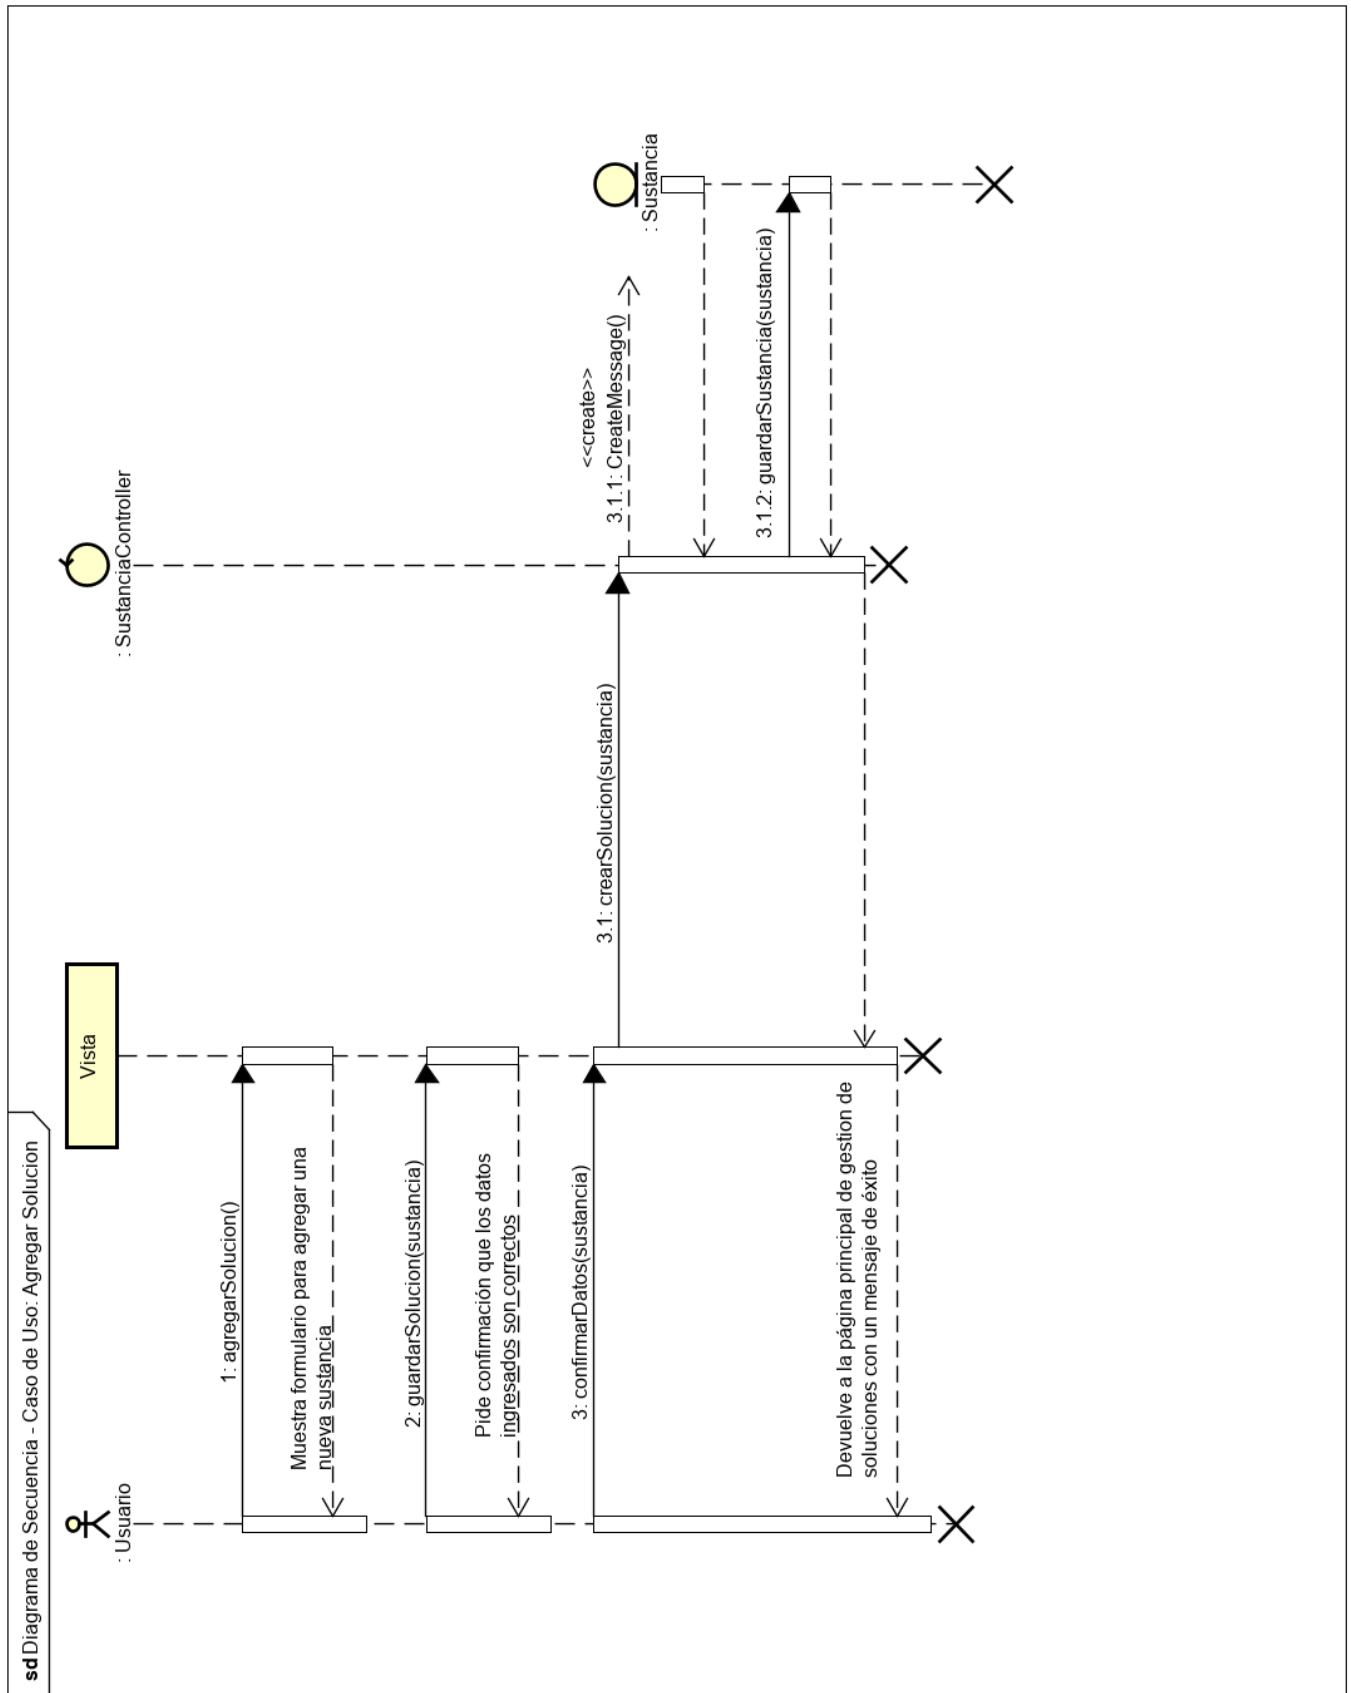 sd Diagrama de Secuencia - Caso de Uso: Agregar Solucion
: Usuario
Vista
: SustanciaController
: Sustancia
1: agregarSolucion()
Muestra formulario para agregar una
nueva sustancia
2: guardarSolucion(sustancia)
Pide confirmación que los datos
ingresados son correctos
3: confirmarDatos(sustancia)
3.1: crearSolucion(sustancia)
<<create>>
3.1.1: CreateMessage()
3.1.2: guardarSustancia(sustancia)
Devuelve a la página principal de gestion de
soluciones con un mensaje de éxito